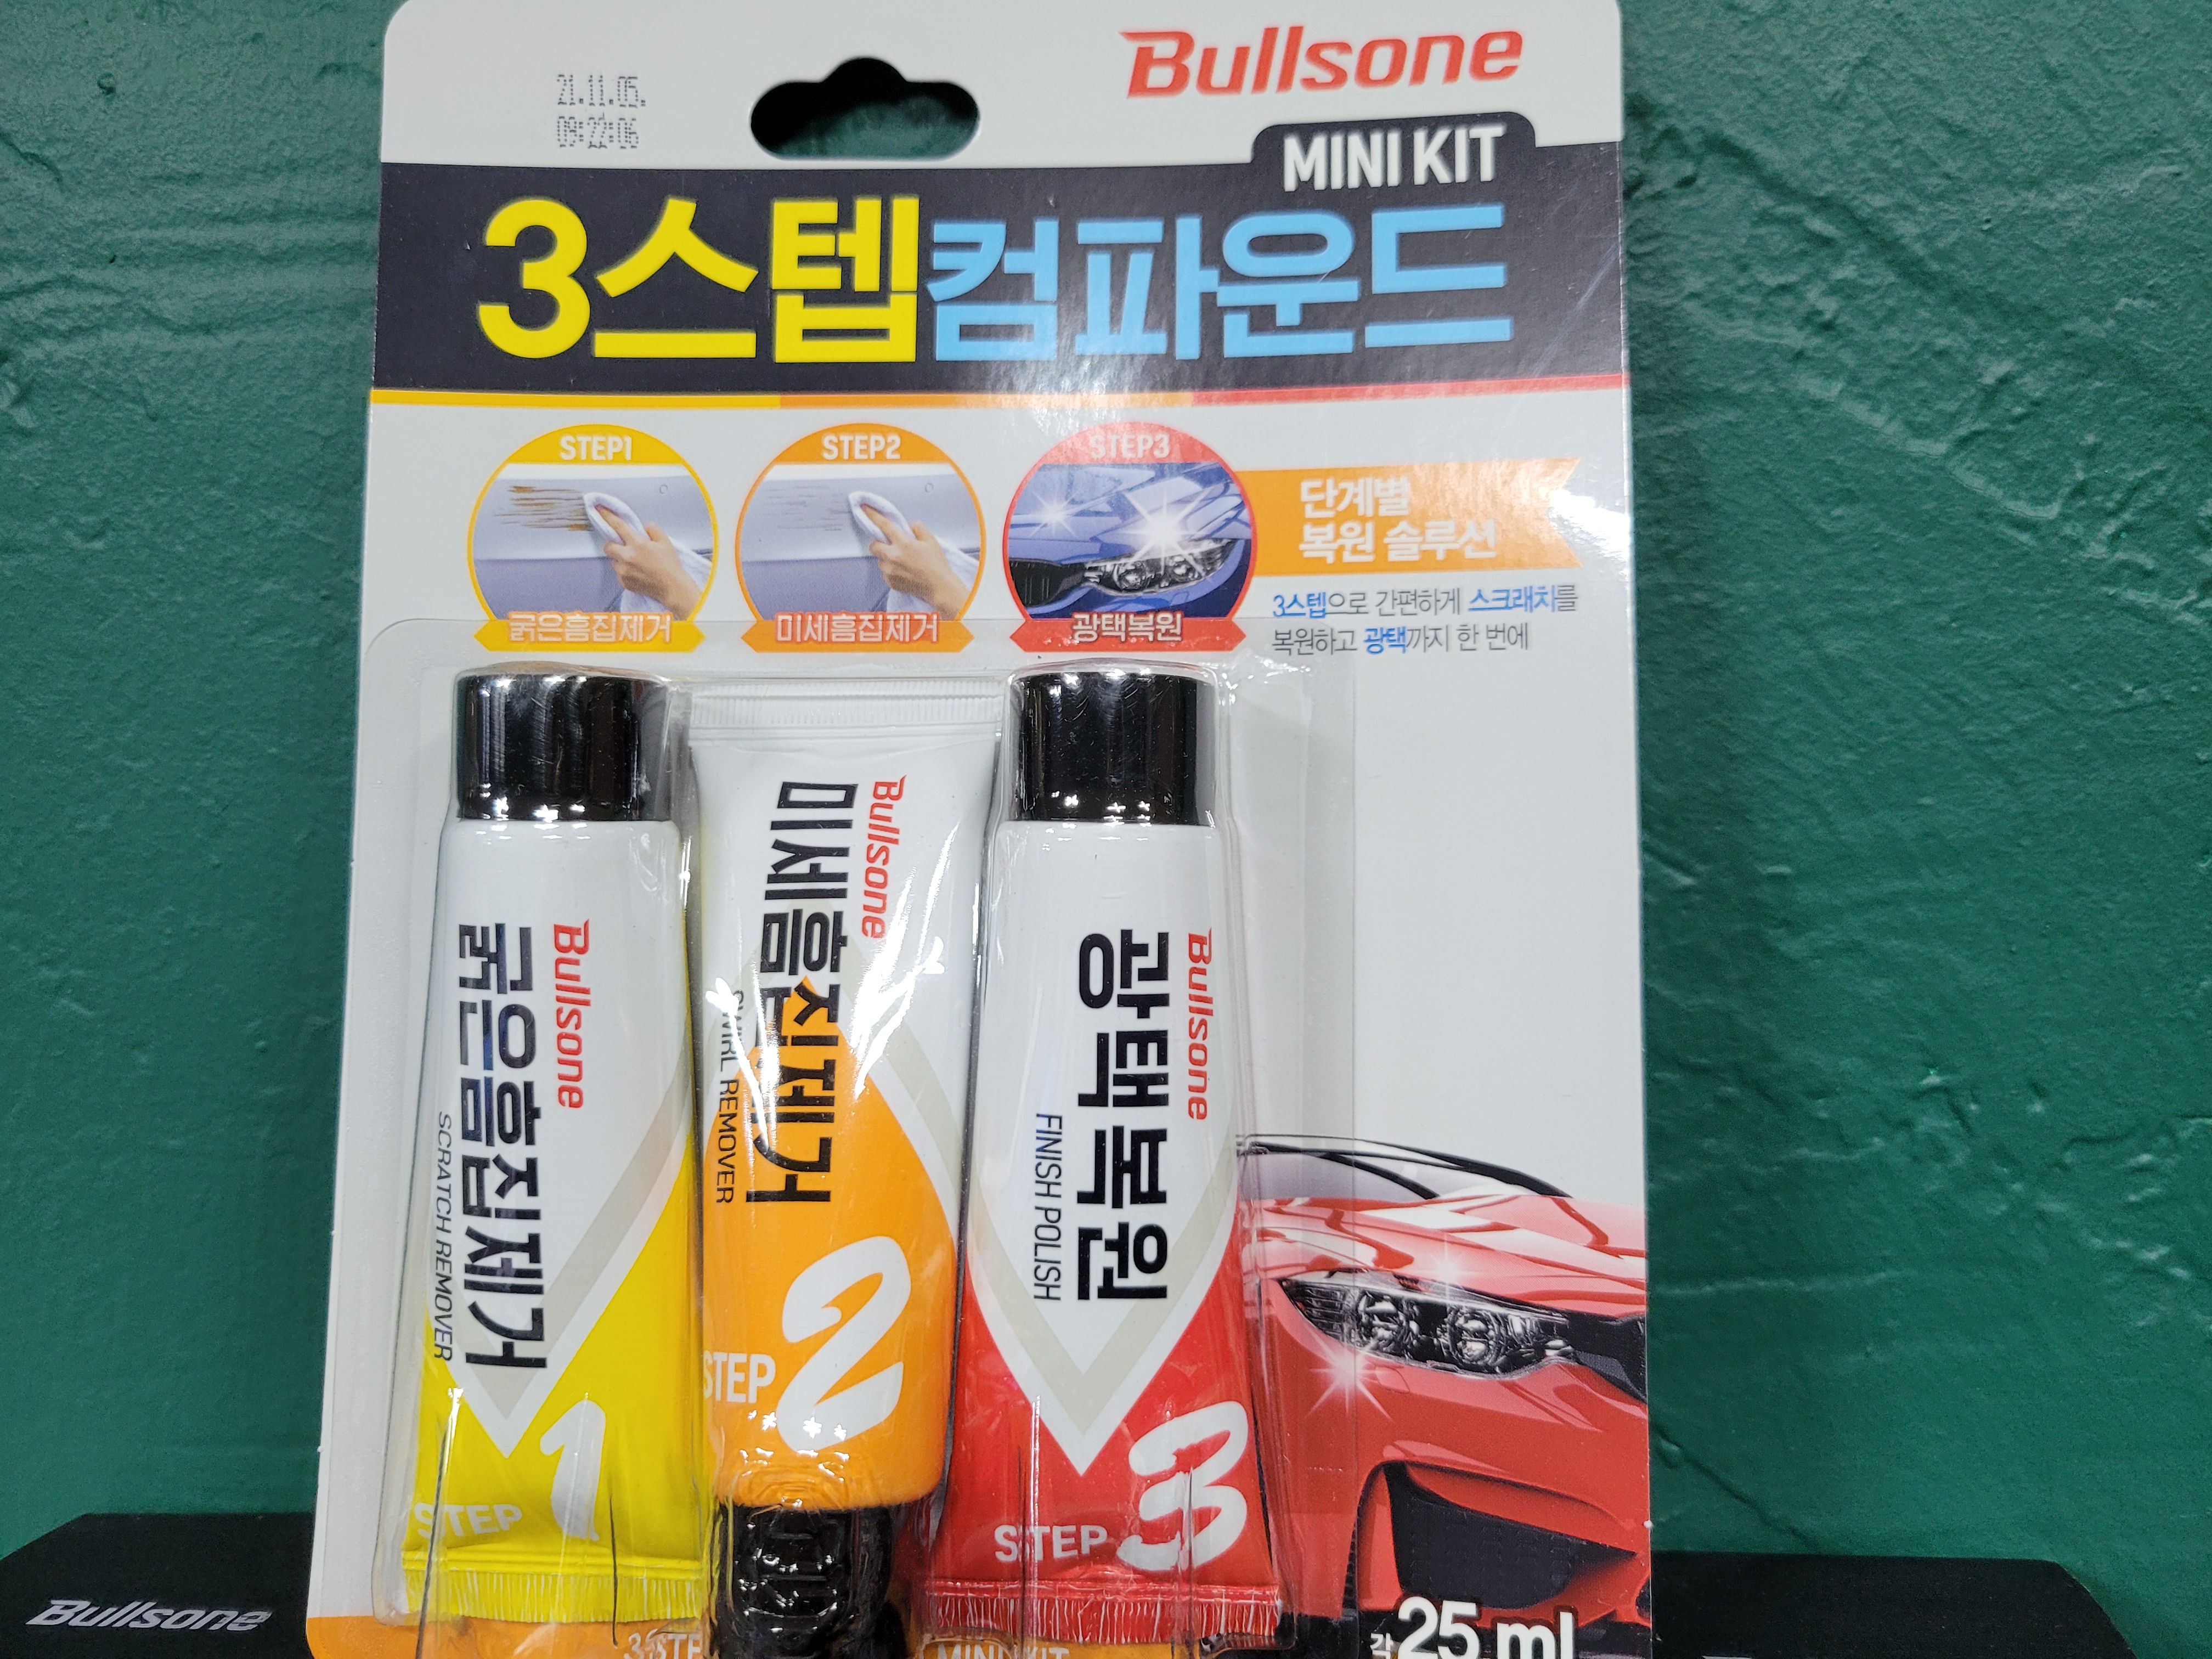 Bullsone
21.11.05.
09:22:06
MINI KIT
3스텝컴파운드
STEP1
STEP2
STEP3
굵은흠집제거
미세흠집제거
광택복원
단계별
복원 솔루션
3스텝으로 간편하게 스크래치를
복원하고 광택까지 한 번에
Bullsone
굵은흠집제거
SCRATCH REMOVER
STEP 1
Bullsone
미세흠집제거
SWIRL REMOVER
STEP 2
Bullsone
광택복원
FINISH POLISH
STEP 3
각 25 ml
MINI KIT
Bullsone